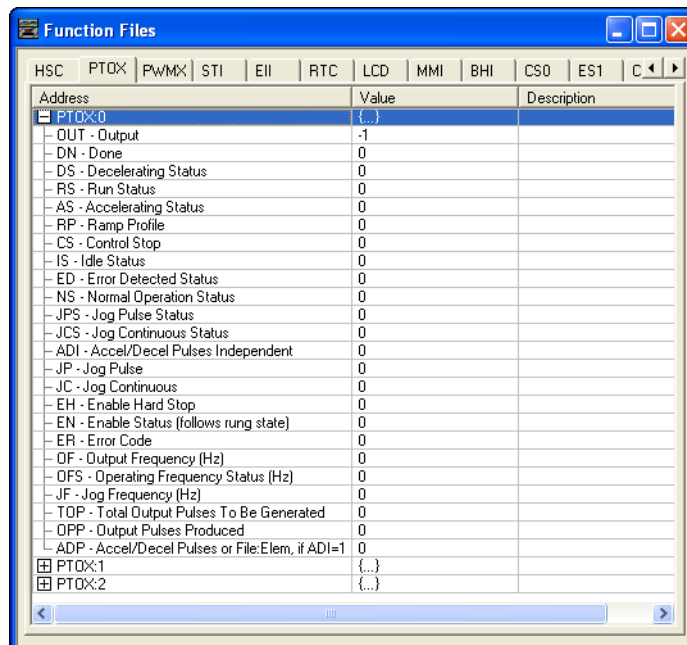 Function Files
HSC PTOX PWMX STI EII RTC LCD MMI BHI CS0 ES1 C
Address Value Description
PTOX:0 {...}
OUT - Output -1
DN - Done 0
DS - Decelerating Status 0
RS - Run Status 0
AS - Accelerating Status 0
RP - Ramp Profile 0
CS - Control Stop 0
IS - Idle Status 0
ED - Error Detected Status 0
NS - Normal Operation Status 0
JPS - Jog Pulse Status 0
JCS - Jog Continuous Status 0
ADI - Accel/Decel Pulses Independent 0
JP - Jog Pulse 0
JC - Jog Continuous 0
EH - Enable Hard Stop 0
EN - Enable Status (follows rung state) 0
ER - Error Code 0
OF - Output Frequency (Hz) 0
OFS - Operating Frequency Status (Hz) 0
JF - Jog Frequency (Hz) 0
TOP - Total Output Pulses To Be Generated 0
OPP - Output Pulses Produced 0
ADP - Accel/Decel Pulses or File:Elem, if ADI=1 0
PTOX:1 {...}
PTOX:2 {...}